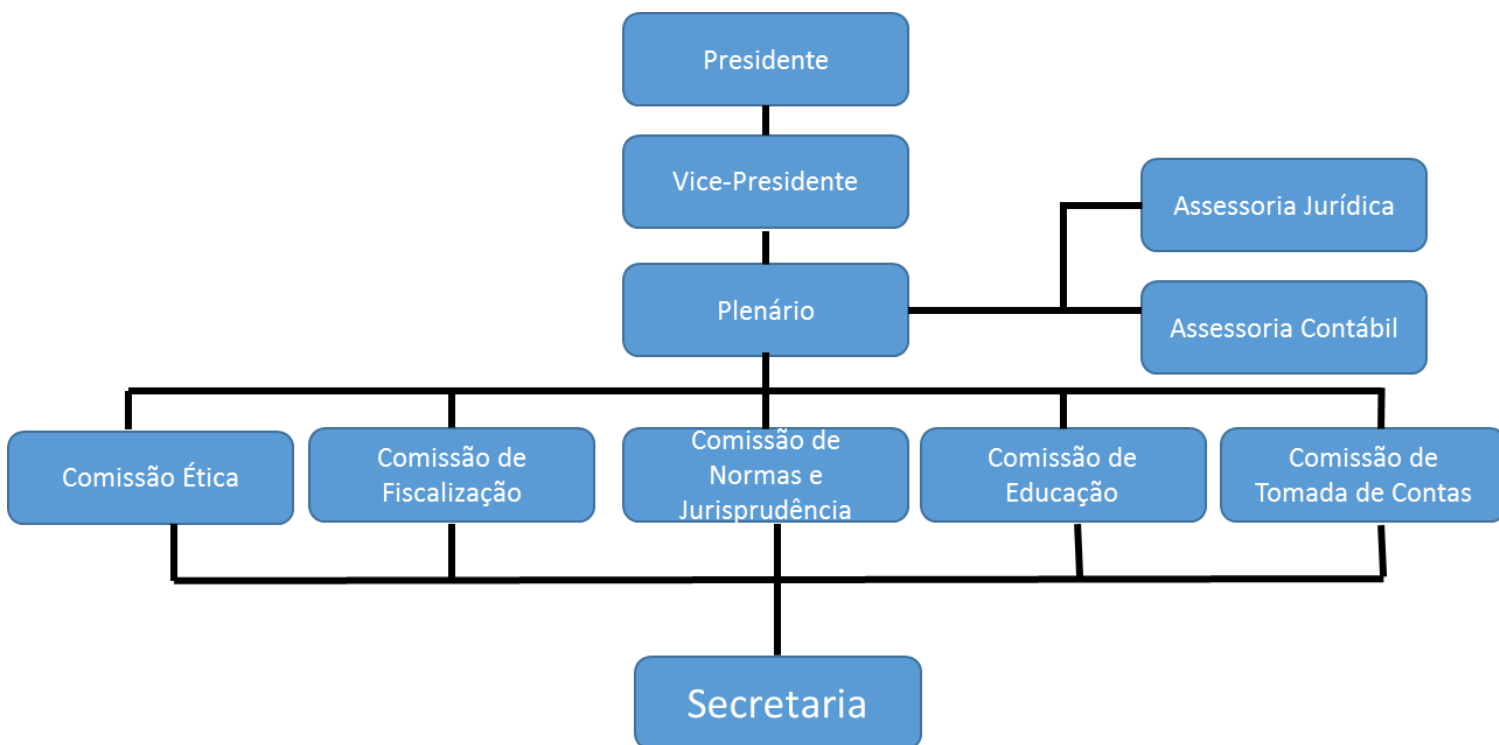 Presidente
Vice-Presidente
Assessoria Jurídica
Plenário
Assessoria Contábil
Comissão Ética
Comissão de
Fiscalização
Comissão de
Normas e
Jurisprudência
Comissão de
Educação
Comissão de
Tomada de Contas
Secretaria